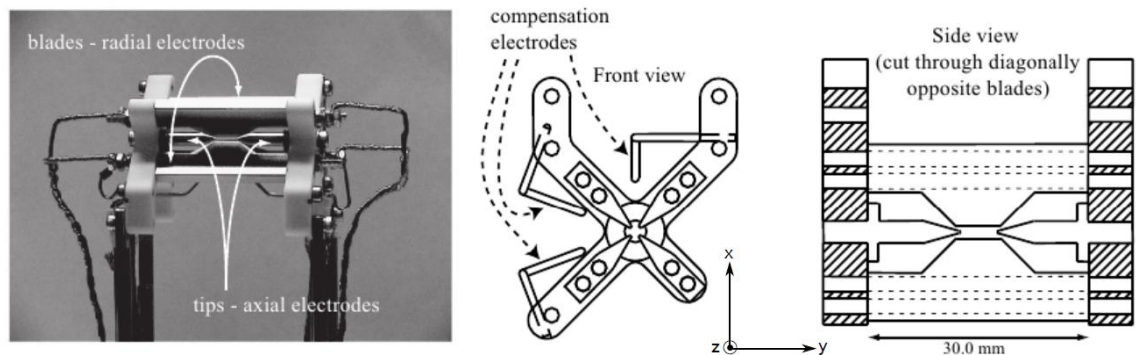 blades - radial electrodes
tips - axial electrodes
compensation
electrodes
Front view
x
z
y
Side view
(cut through diagonally
opposite blades)
30.0 mm